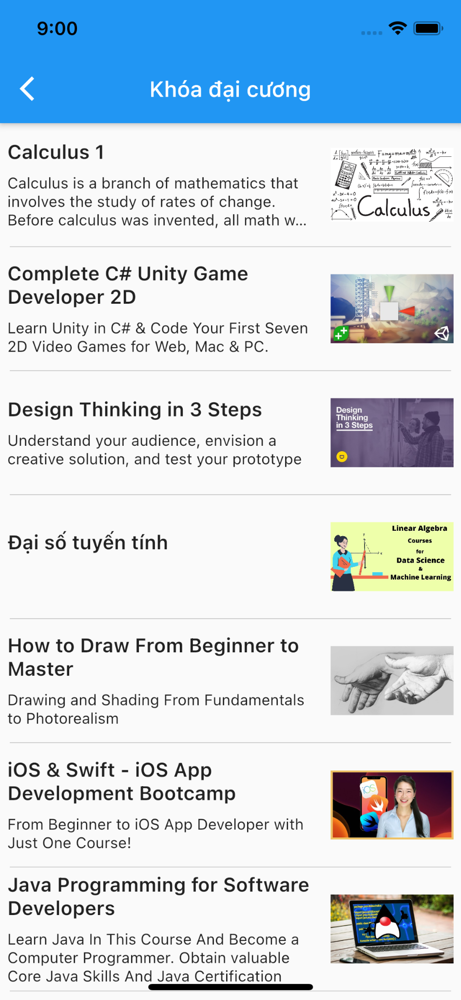 9:00
Khóa đại cương
Calculus 1
Calculus is a branch of mathematics that
involves the study of rates of change.
Before calculus was invented, all math w...
Calculus
Complete C# Unity Game
Developer 2D
Learn Unity in C# & Code Your First Seven
2D Video Games for Web, Mac & PC.
Design Thinking in 3 Steps
Understand your audience, envision a
creative solution, and test your prototype
Design
Thinking
in 3 Steps
D
Đại số tuyến tính
Linear Algebra
Courses
for
Data Science
&
Machine Learning
How to Draw From Beginner to
Master
Drawing and Shading From Fundamentals
to Photorealism
iOS & Swift - iOS App
Development Bootcamp
From Beginner to iOS App Developer with
Just One Course!
iOS
Java Programming for Software
Developers
Learn Java In This Course And Become a
Computer Programmer. Obtain valuable
Core Java Skills And Java Certification